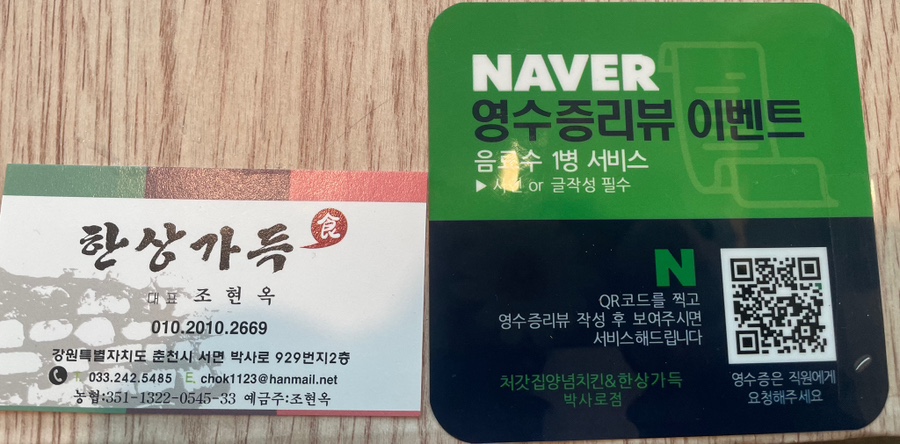 한상가득 食
대표 조현옥
010.2010.2669
강원특별자치도 춘천시 서면 박사로 929번지2층
T. 033.242.5485 E. chok1123@hanmail.net
농협:351-1322-0545-33 예금주:조현옥
NAVER
영수증리뷰 이벤트
음료수 1병 서비스
▶ 사진 or 글작성 필수
N
QR코드를 찍고
영수증리뷰 작성 후 보여주시면
서비스해드립니다
처갓집양념치킨&한상가득
박사로점
영수증은 직원에게
요청해주세요